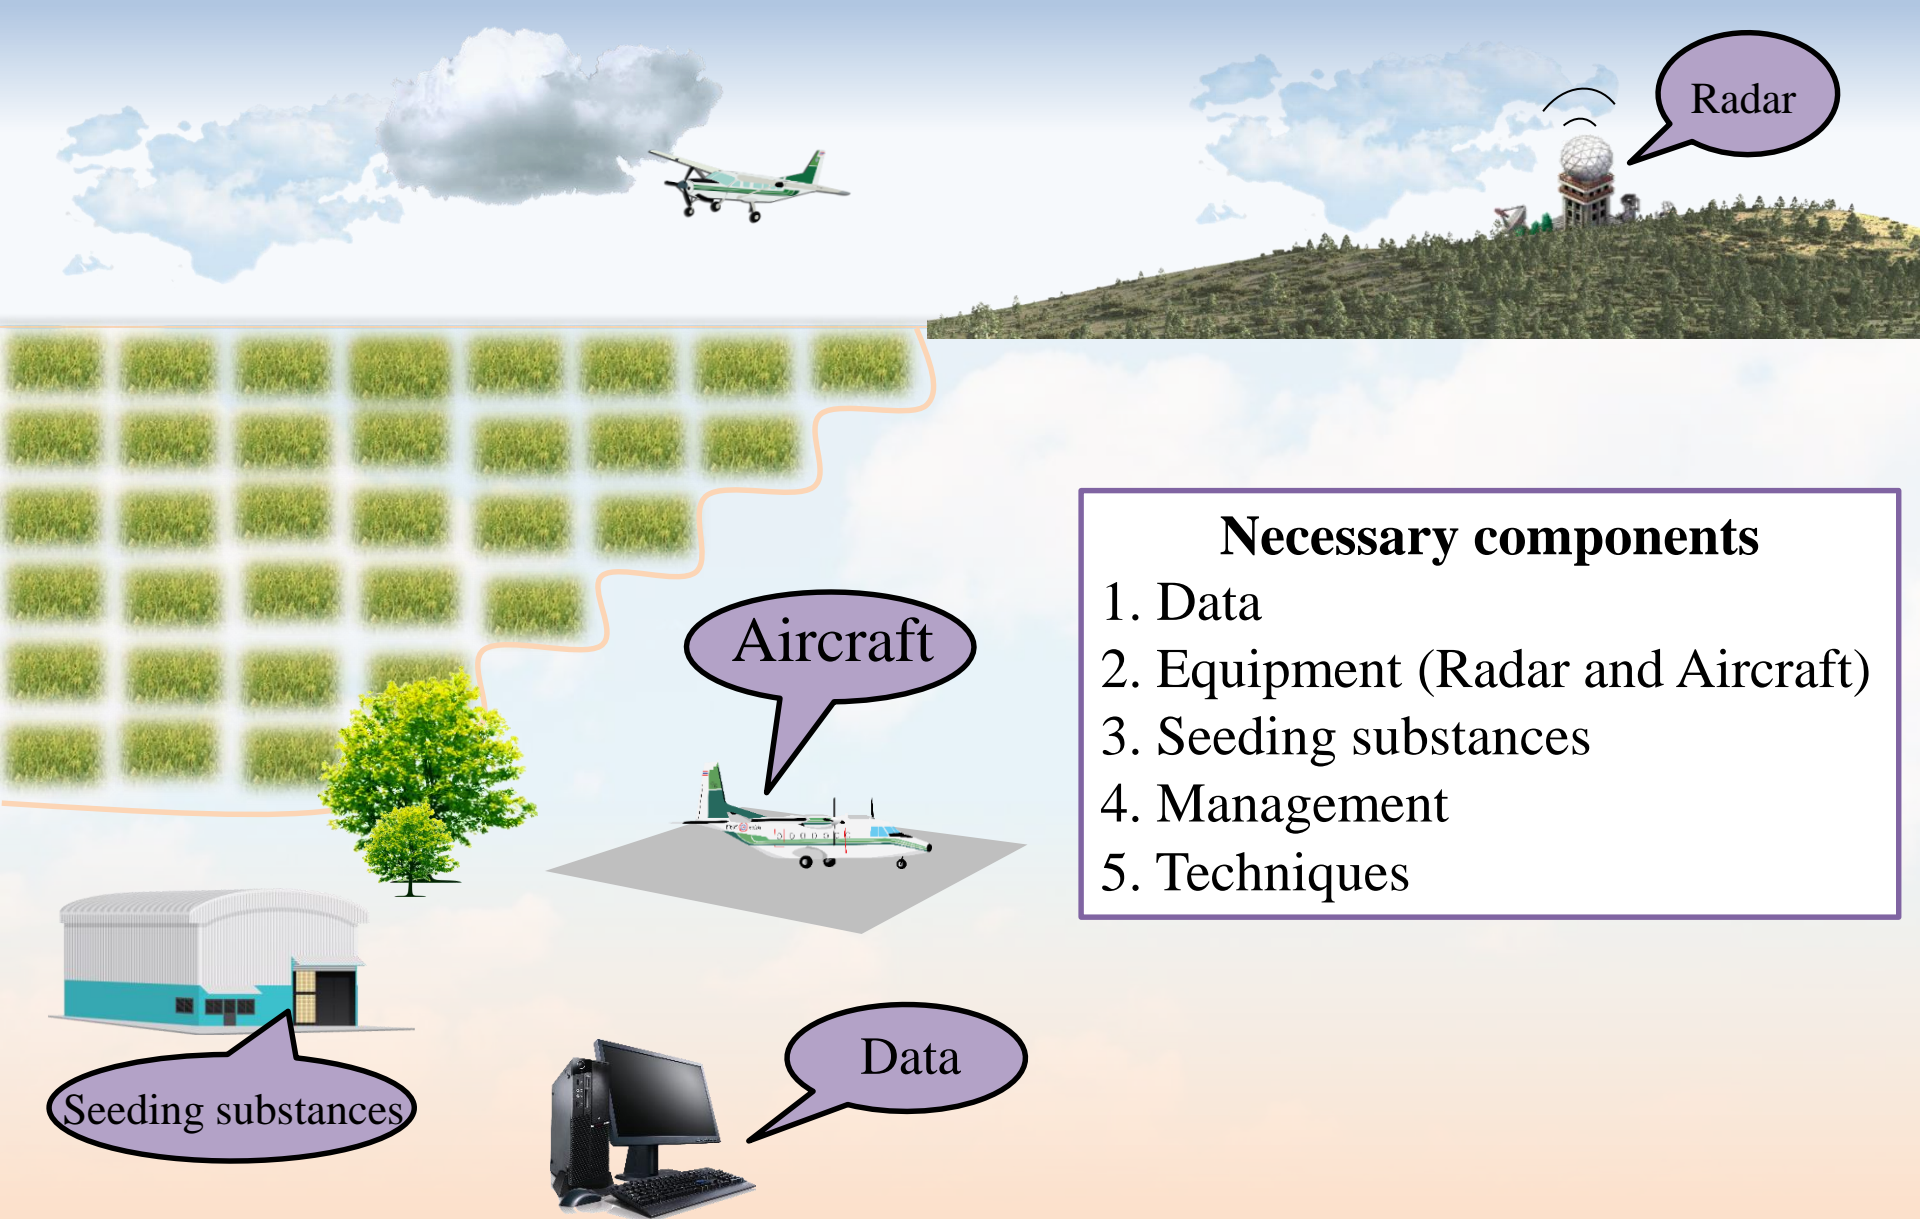 Radar
Necessary components
1. Data
2. Equipment (Radar and Aircraft)
3. Seeding substances
4. Management
5. Techniques
Aircraft
Data
Seeding substances